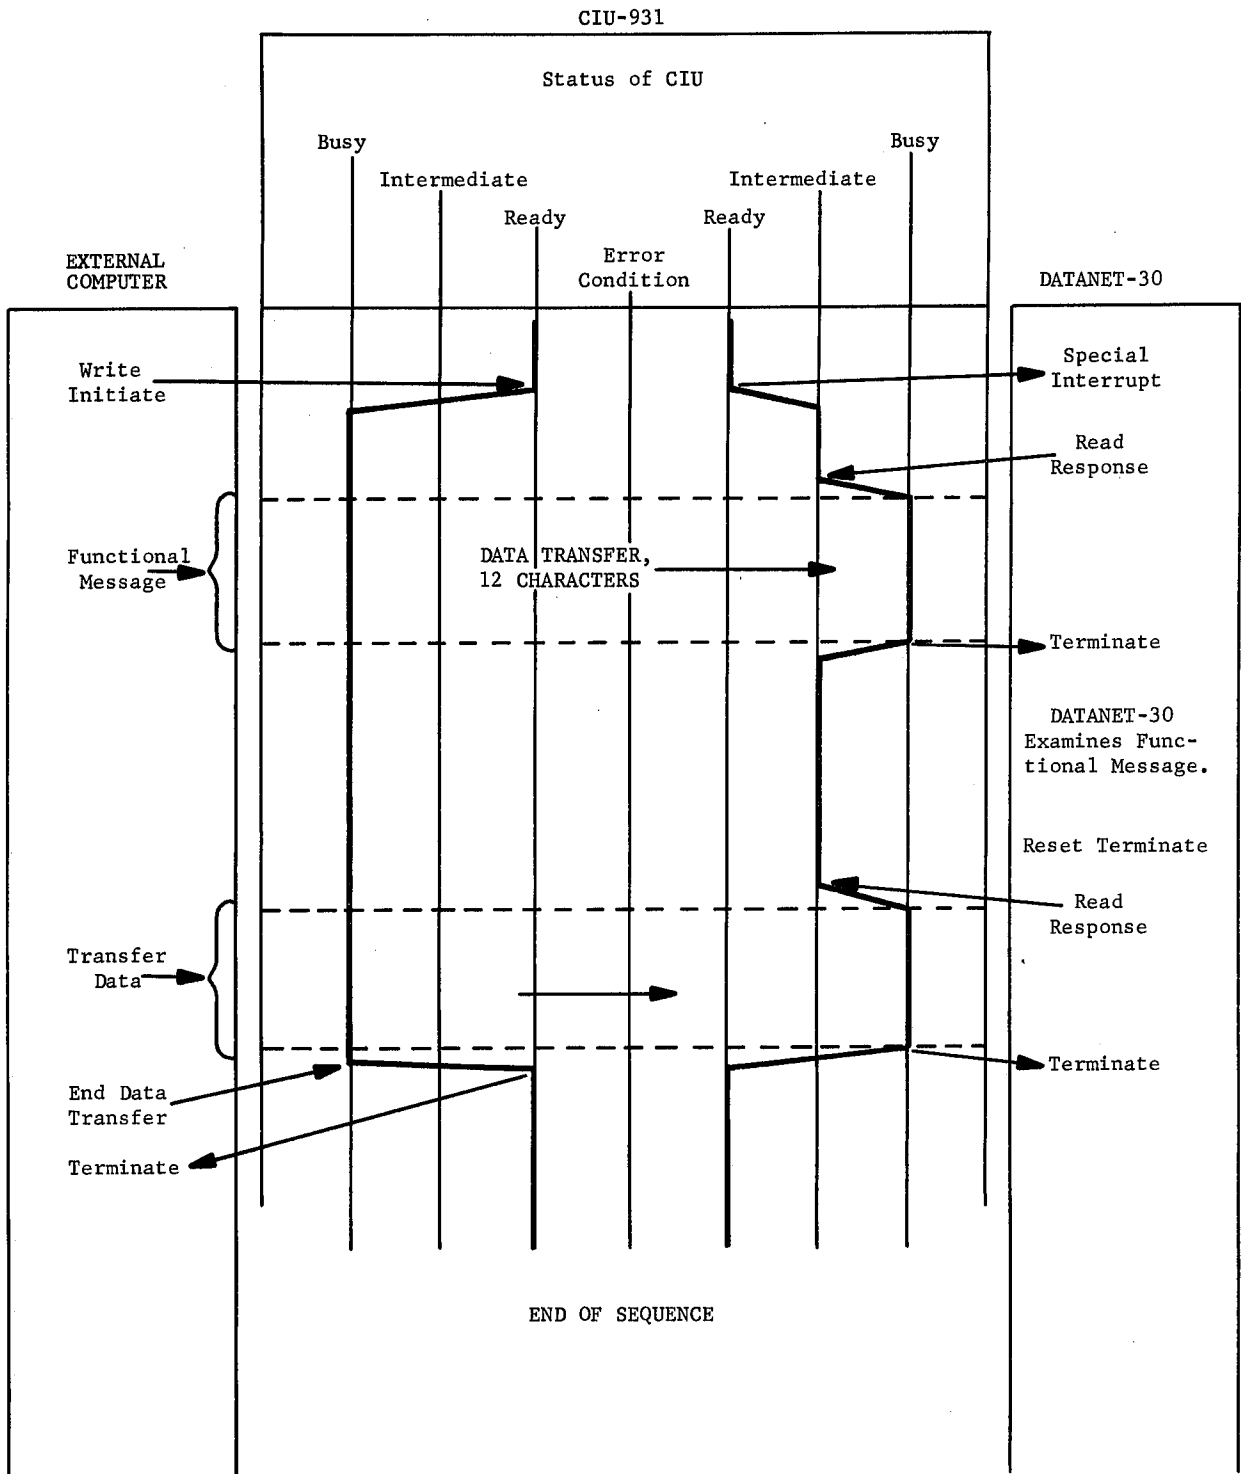 CIU-931
Status of CIU
Busy
Busy
Intermediate
Intermediate
Ready
Ready
Error
Condition
EXTERNAL
COMPUTER
DATANET-30
Write
Initiate
Special
Interrupt
Read
Response
Functional
Message
DATA TRANSFER,
12 CHARACTERS
Terminate
DATANET-30
Examines Func-
tional Message.
Reset Terminate
Read
Response
Transfer
Data
Terminate
End Data
Transfer
Terminate
END OF SEQUENCE